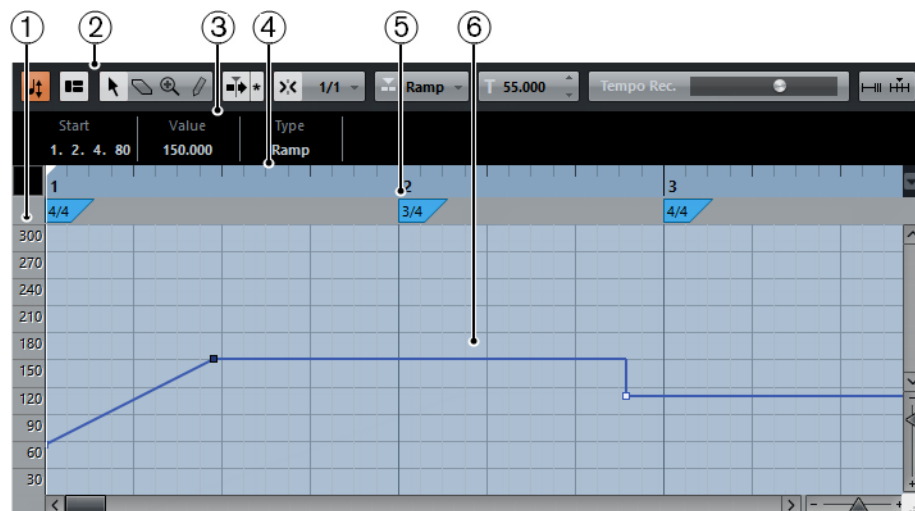 ① ② ③ ④ ⑤ ⑥
1/1 Ramp T 55.000 Tempo Rec.
Start Value Type
1. 2. 4. 80 150.000 Ramp
1 2 3
4/4 3/4 4/4
300
270
240
210
180
150
120
90
60
30